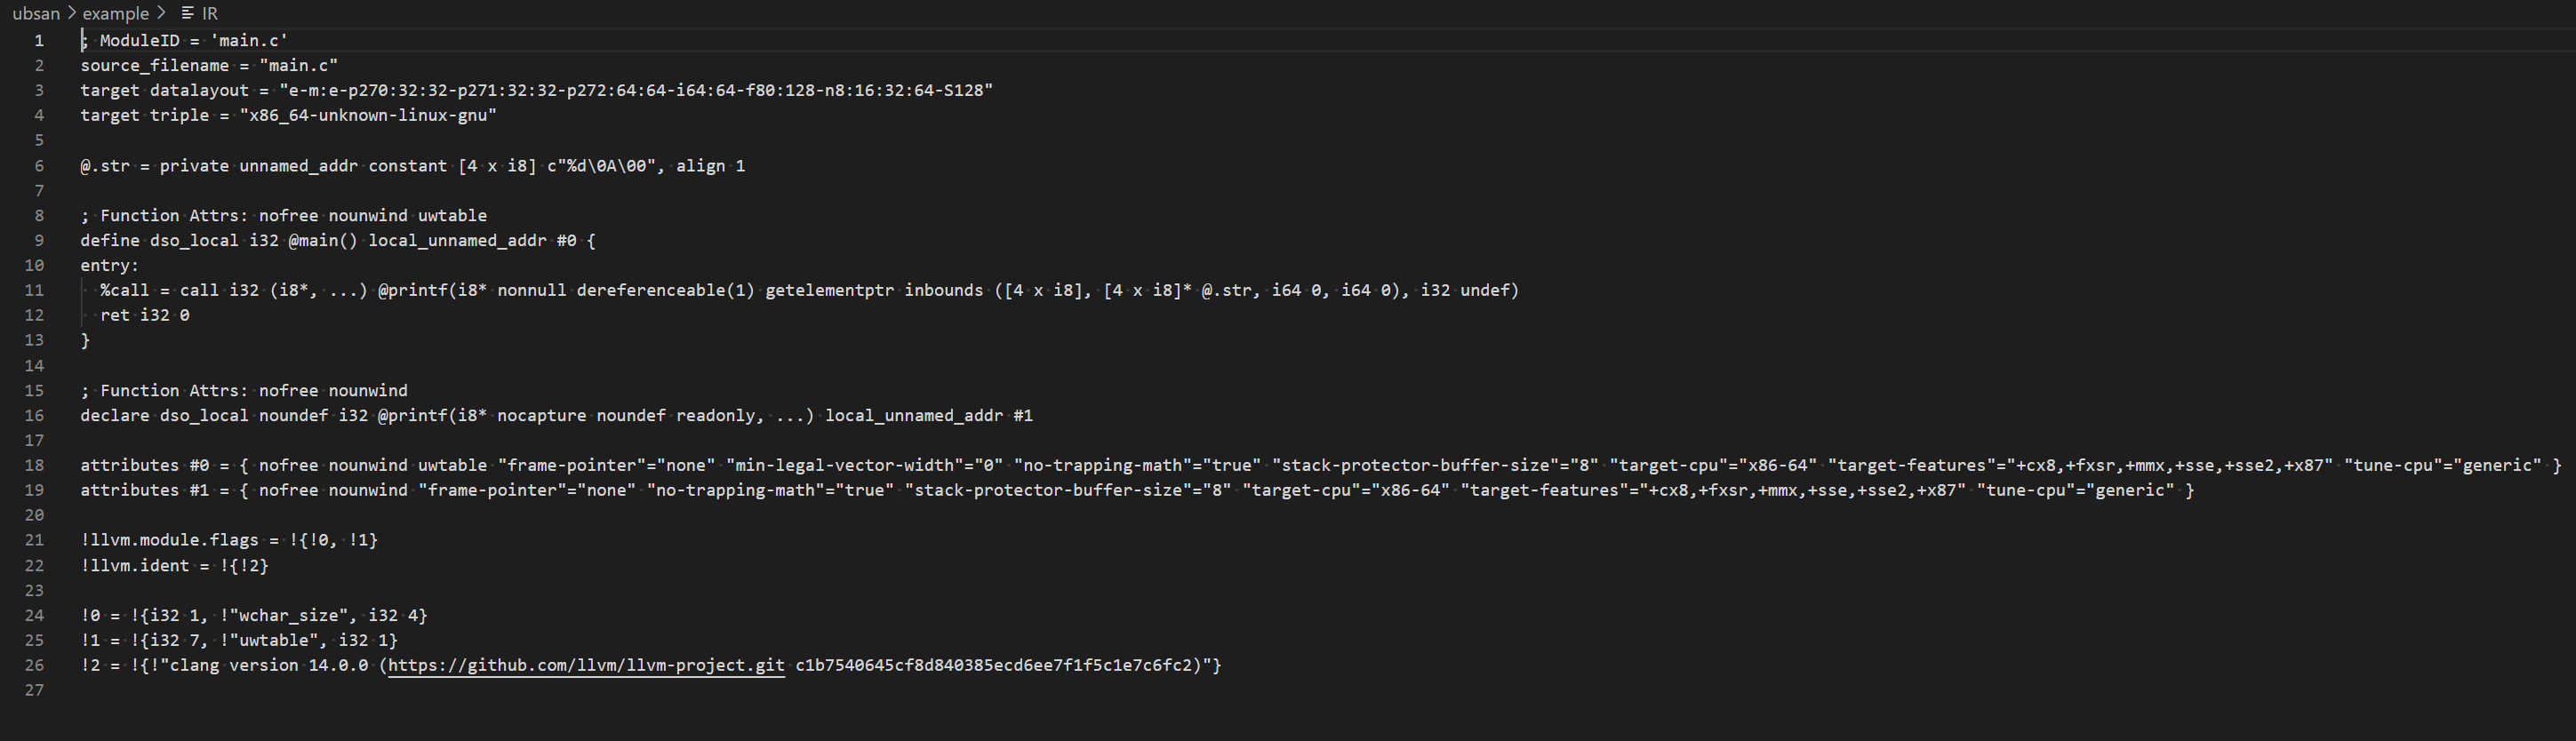 ubsan > example > IR
1 ; ModuleID = 'main.c'
2 source_filename = "main.c"
3 target datalayout = "e-m:e-p270:32:32-p271:32:32-p272:64:64-i64:64-f80:128-n8:16:32:64-S128"
4 target triple = "x86_64-unknown-linux-gnu"
5
6 @.str = private unnamed_addr constant [4 x i8] c"%d\0A\00", align 1
7
8 ; Function Attrs: nofree nounwind uwtable
9 define dso_local i32 @main() local_unnamed_addr #0 {
10 entry:
11   %call = call i32 (i8*, ...) @printf(i8* nonnull dereferenceable(1) getelementptr inbounds ([4 x i8], [4 x i8]* @.str, i64 0, i64 0), i32 undef)
12   ret i32 0
13 }
14
15 ; Function Attrs: nofree nounwind
16 declare dso_local noundef i32 @printf(i8* nocapture noundef readonly, ...) local_unnamed_addr #1
17
18 attributes #0 = { nofree nounwind uwtable "frame-pointer"="none" "min-legal-vector-width"="0" "no-trapping-math"="true" "stack-protector-buffer-size"="8" "target-cpu"="x86-64" "target-features"="+cx8,+fxsr,+mmx,+sse,+sse2,+x87" "tune-cpu"="generic" }
19 attributes #1 = { nofree nounwind "frame-pointer"="none" "no-trapping-math"="true" "stack-protector-buffer-size"="8" "target-cpu"="x86-64" "target-features"="+cx8,+fxsr,+mmx,+sse,+sse2,+x87" "tune-cpu"="generic" }
20
21 !llvm.module.flags = !{!0, !1}
22 !llvm.ident = !{!2}
23
24 !0 = !{i32 1, !"wchar_size", i32 4}
25 !1 = !{i32 7, !"uwtable", i32 1}
26 !2 = !{!"clang version 14.0.0 (https://github.com/llvm/llvm-project.git c1b7540645cf8d840385ecd6ee7f1f5c1e7c6fc2)"}
27